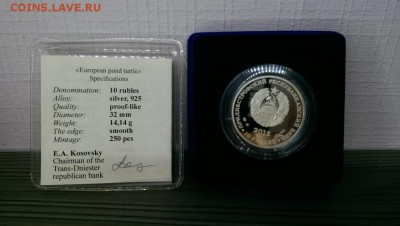 COINS.LAVE.RU
«European pond turtle»
Specifications
Denomination: 10 rubles
Alloy: silver, 925
Quality: proof-like
Diameter: 32 mm
Weight: 14,14 g
The edge: smooth
Mintage: 250 pcs
E.A. Kosovsky
Chairman of the
Trans-Dniester
republican bank